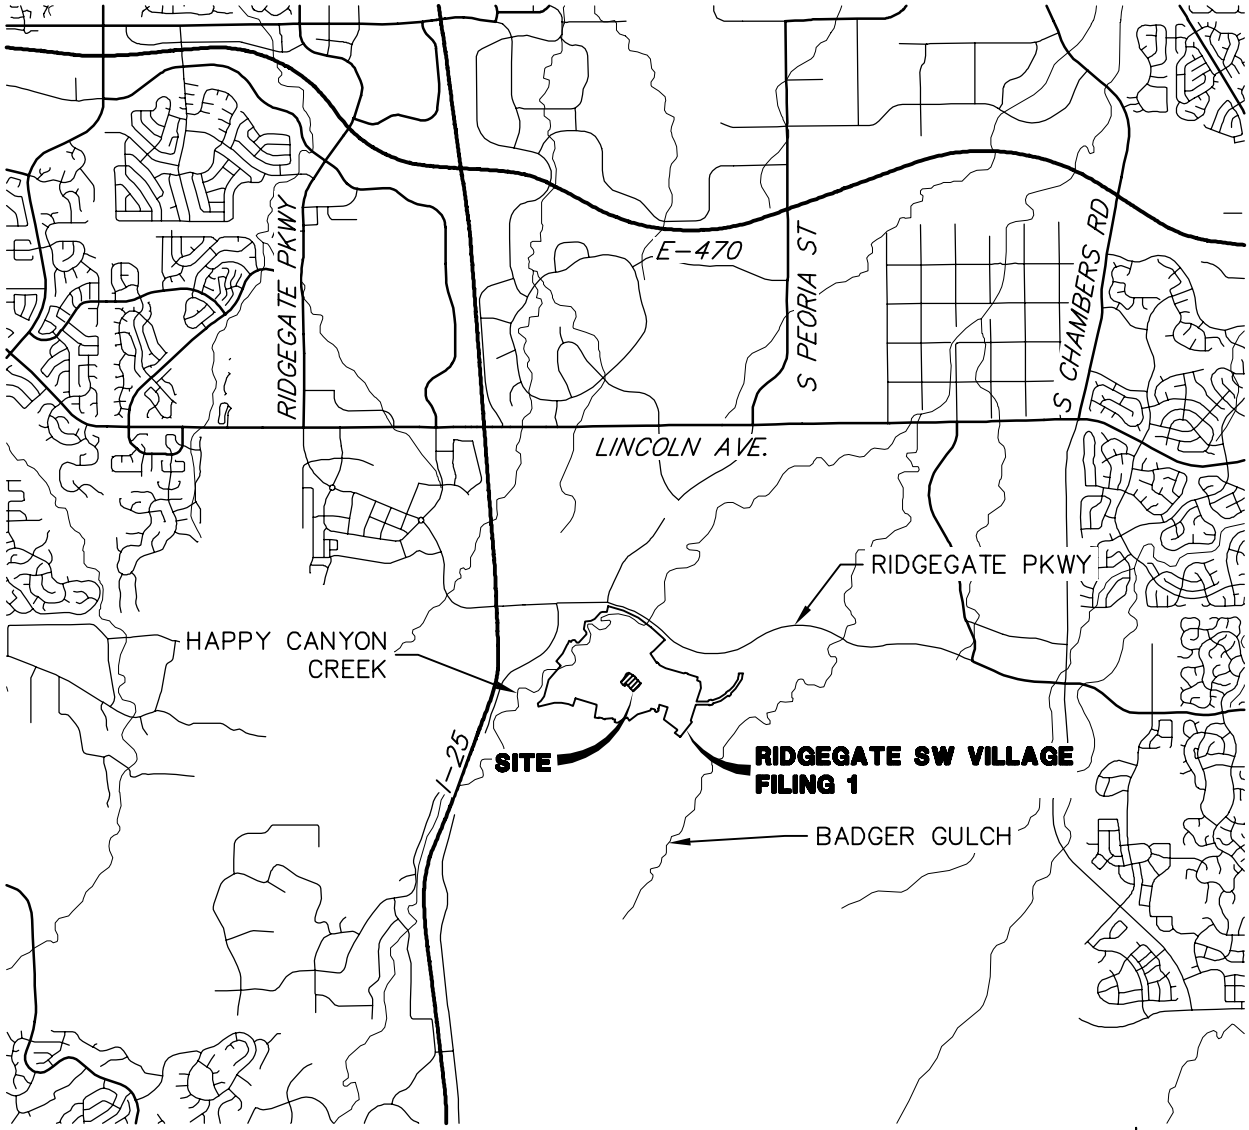 RIDGEGATE PKWY
E-470
S PEORIA ST
S CHAMBERS RD
LINCOLN AVE.
RIDGEGATE PKWY
HAPPY CANYON
CREEK
I-25
SITE
RIDGEGATE SW VILLAGE
FILING 1
BADGER GULCH